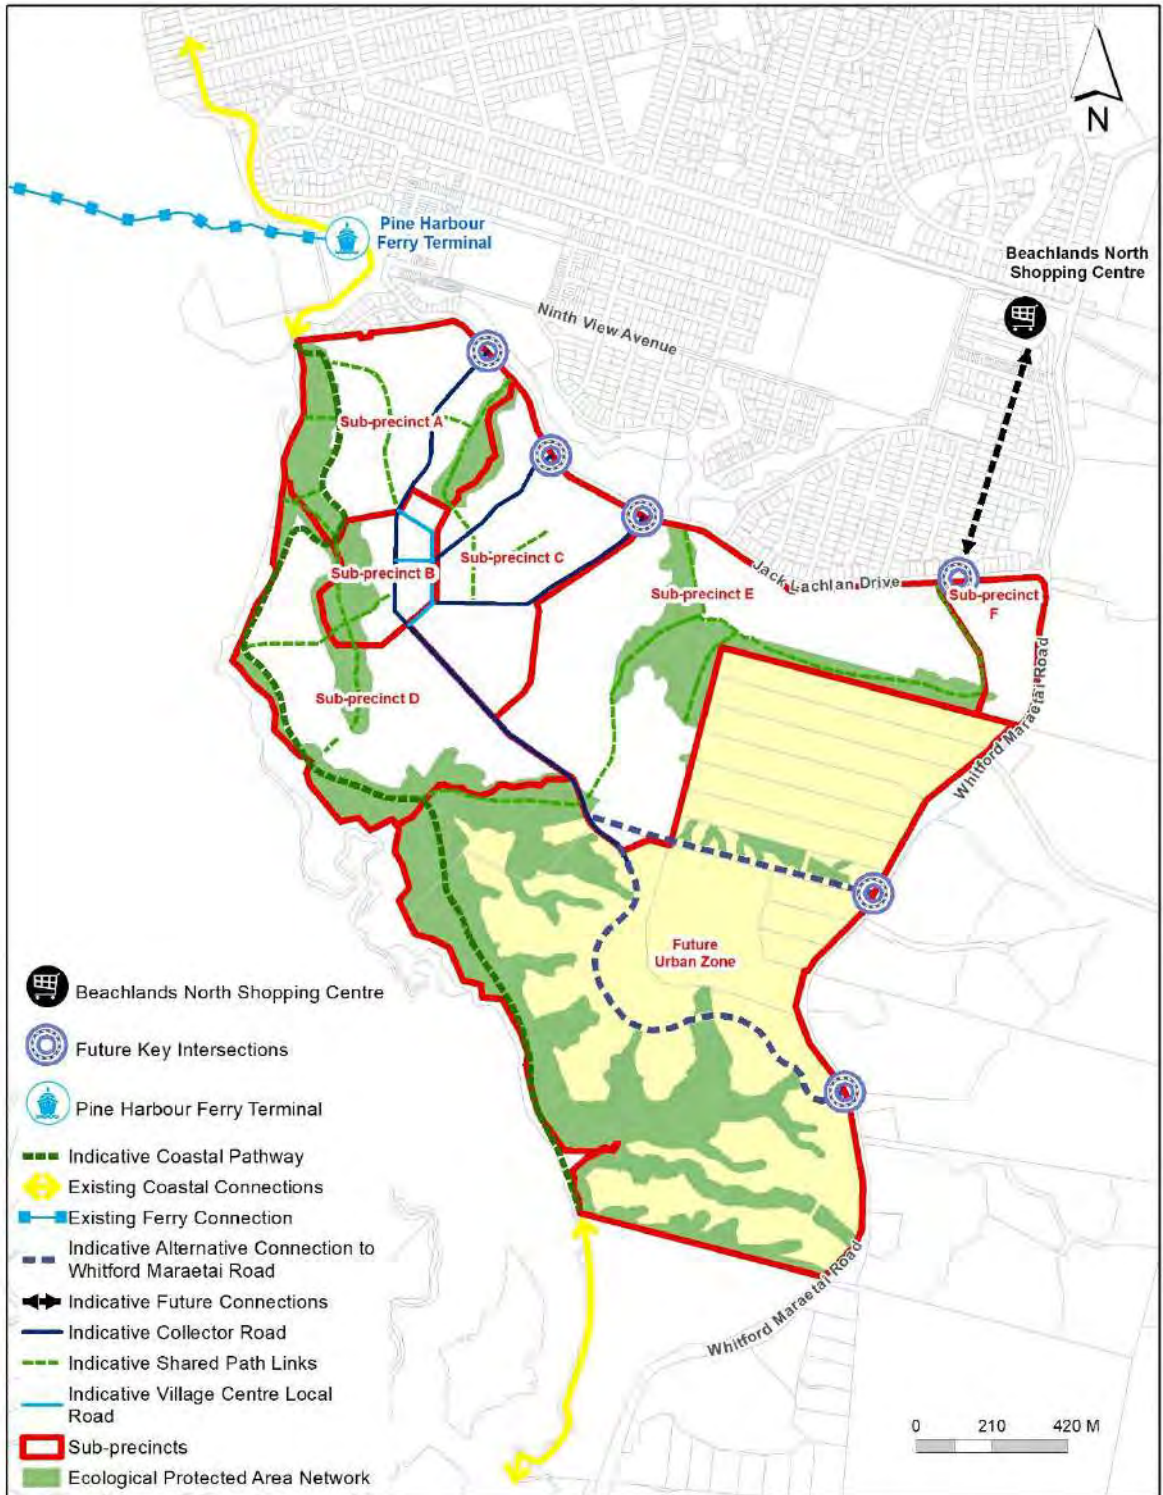 N
Pine Harbour
Ferry Terminal
Beachlands North
Shopping Centre
Ninth View Avenue
Sub-precinct A
Sub-precinct B
Sub-precinct C
Jack Lachlan Drive
Sub-precinct E
Sub-precinct
F
Sub-precinct D
Whitford Maraetai Road
Future
Urban Zone
Whitford Maraetai Road
Beachlands North Shopping Centre
Future Key Intersections
Pine Harbour Ferry Terminal
Indicative Coastal Pathway
Existing Coastal Connections
Existing Ferry Connection
Indicative Alternative Connection to
Whitford Maraetai Road
Indicative Future Connections
Indicative Collector Road
Indicative Shared Path Links
Indicative Village Centre Local
Road
Sub-precincts
Ecological Protected Area Network
0 210 420 M